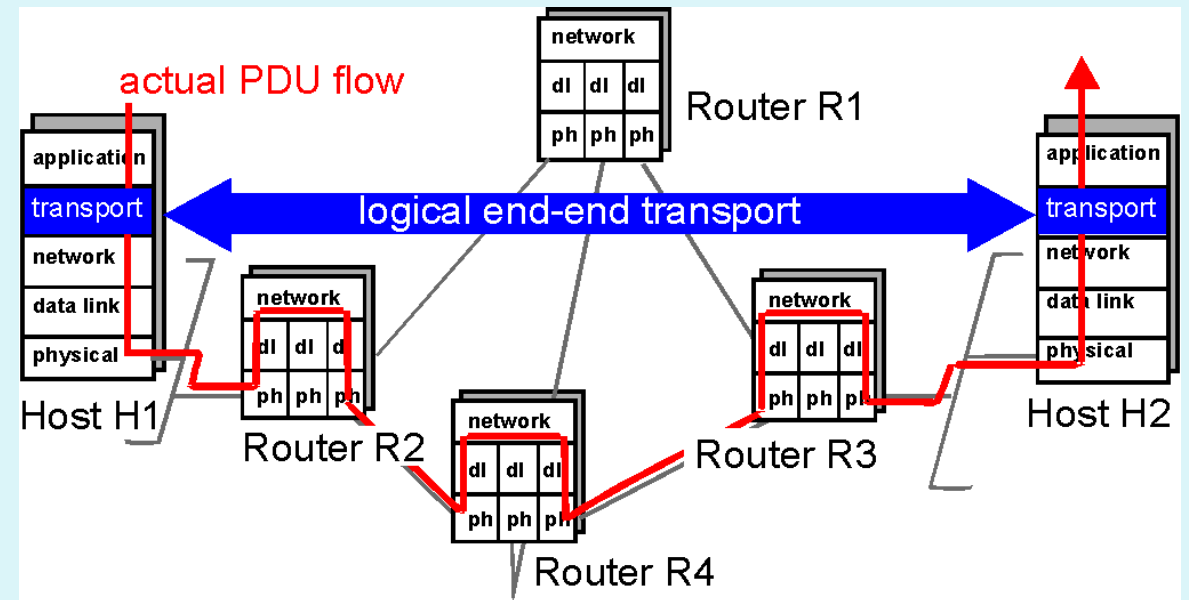 actual PDU flow
application
transport
network
data link
physical
Host H1
network
dl dl dl
ph ph ph
Router R1
logical end-end transport
network
dl dl d
ph ph ph
Router R2
network
dl dl dl
ph ph ph
Router R4
network
dl dl dl
ph ph ph
Router R3
application
transport
network
data link
physical
Host H2